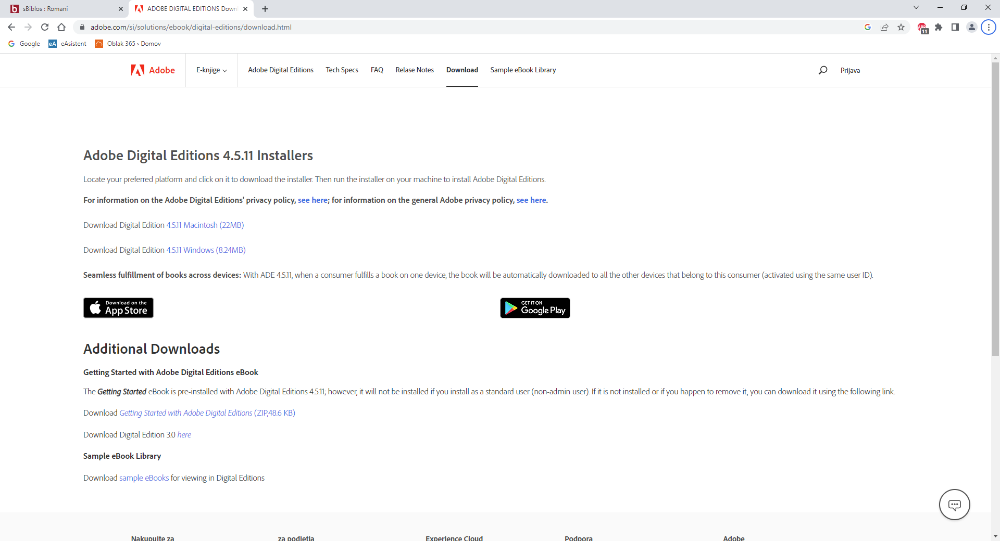 sBiblos : Romani
ADOBE DIGITAL EDITIONS Down
adobe.com/si/solutions/ebook/digital-editions/download.html
ABP
11
Google
eA
eAsistent
Oblak 365 › Domov
Adobe
E-knjige
Adobe Digital Editions
Tech Specs
FAQ
Relase Notes
Download
Sample eBook Library
Prijava
Adobe Digital Editions 4.5.11 Installers
Locate your preferred platform and click on it to download the installer. Then run the installer on your machine to install Adobe Digital Editions.
For information on the Adobe Digital Editions' privacy policy, see here; for information on the general Adobe privacy policy, see here.
Download Digital Edition 4.5.11 Macintosh (22MB)
Download Digital Edition 4.5.11 Windows (8.24MB)
Seamless fulfillment of books across devices: With ADE 4.5.11, when a consumer fulfills a book on one device, the book will be automatically downloaded to all the other devices that belong to this consumer (activated using the same user ID).
Download on the
App Store
GET IT ON
Google Play
Additional Downloads
Getting Started with Adobe Digital Editions eBook
The Getting Started eBook is pre-installed with Adobe Digital Editions 4.5.11; however, it will not be installed if you install as a standard user (non-admin user). If it is not installed or if you happen to remove it, you can download it using the following link.
Download Getting Started with Adobe Digital Editions (ZIP,48.6 KB)
Download Digital Edition 3.0 here
Sample eBook Library
Download sample eBooks for viewing in Digital Editions
Nakupujte za
za podjetja
Experience Cloud
Podpora
Adobe